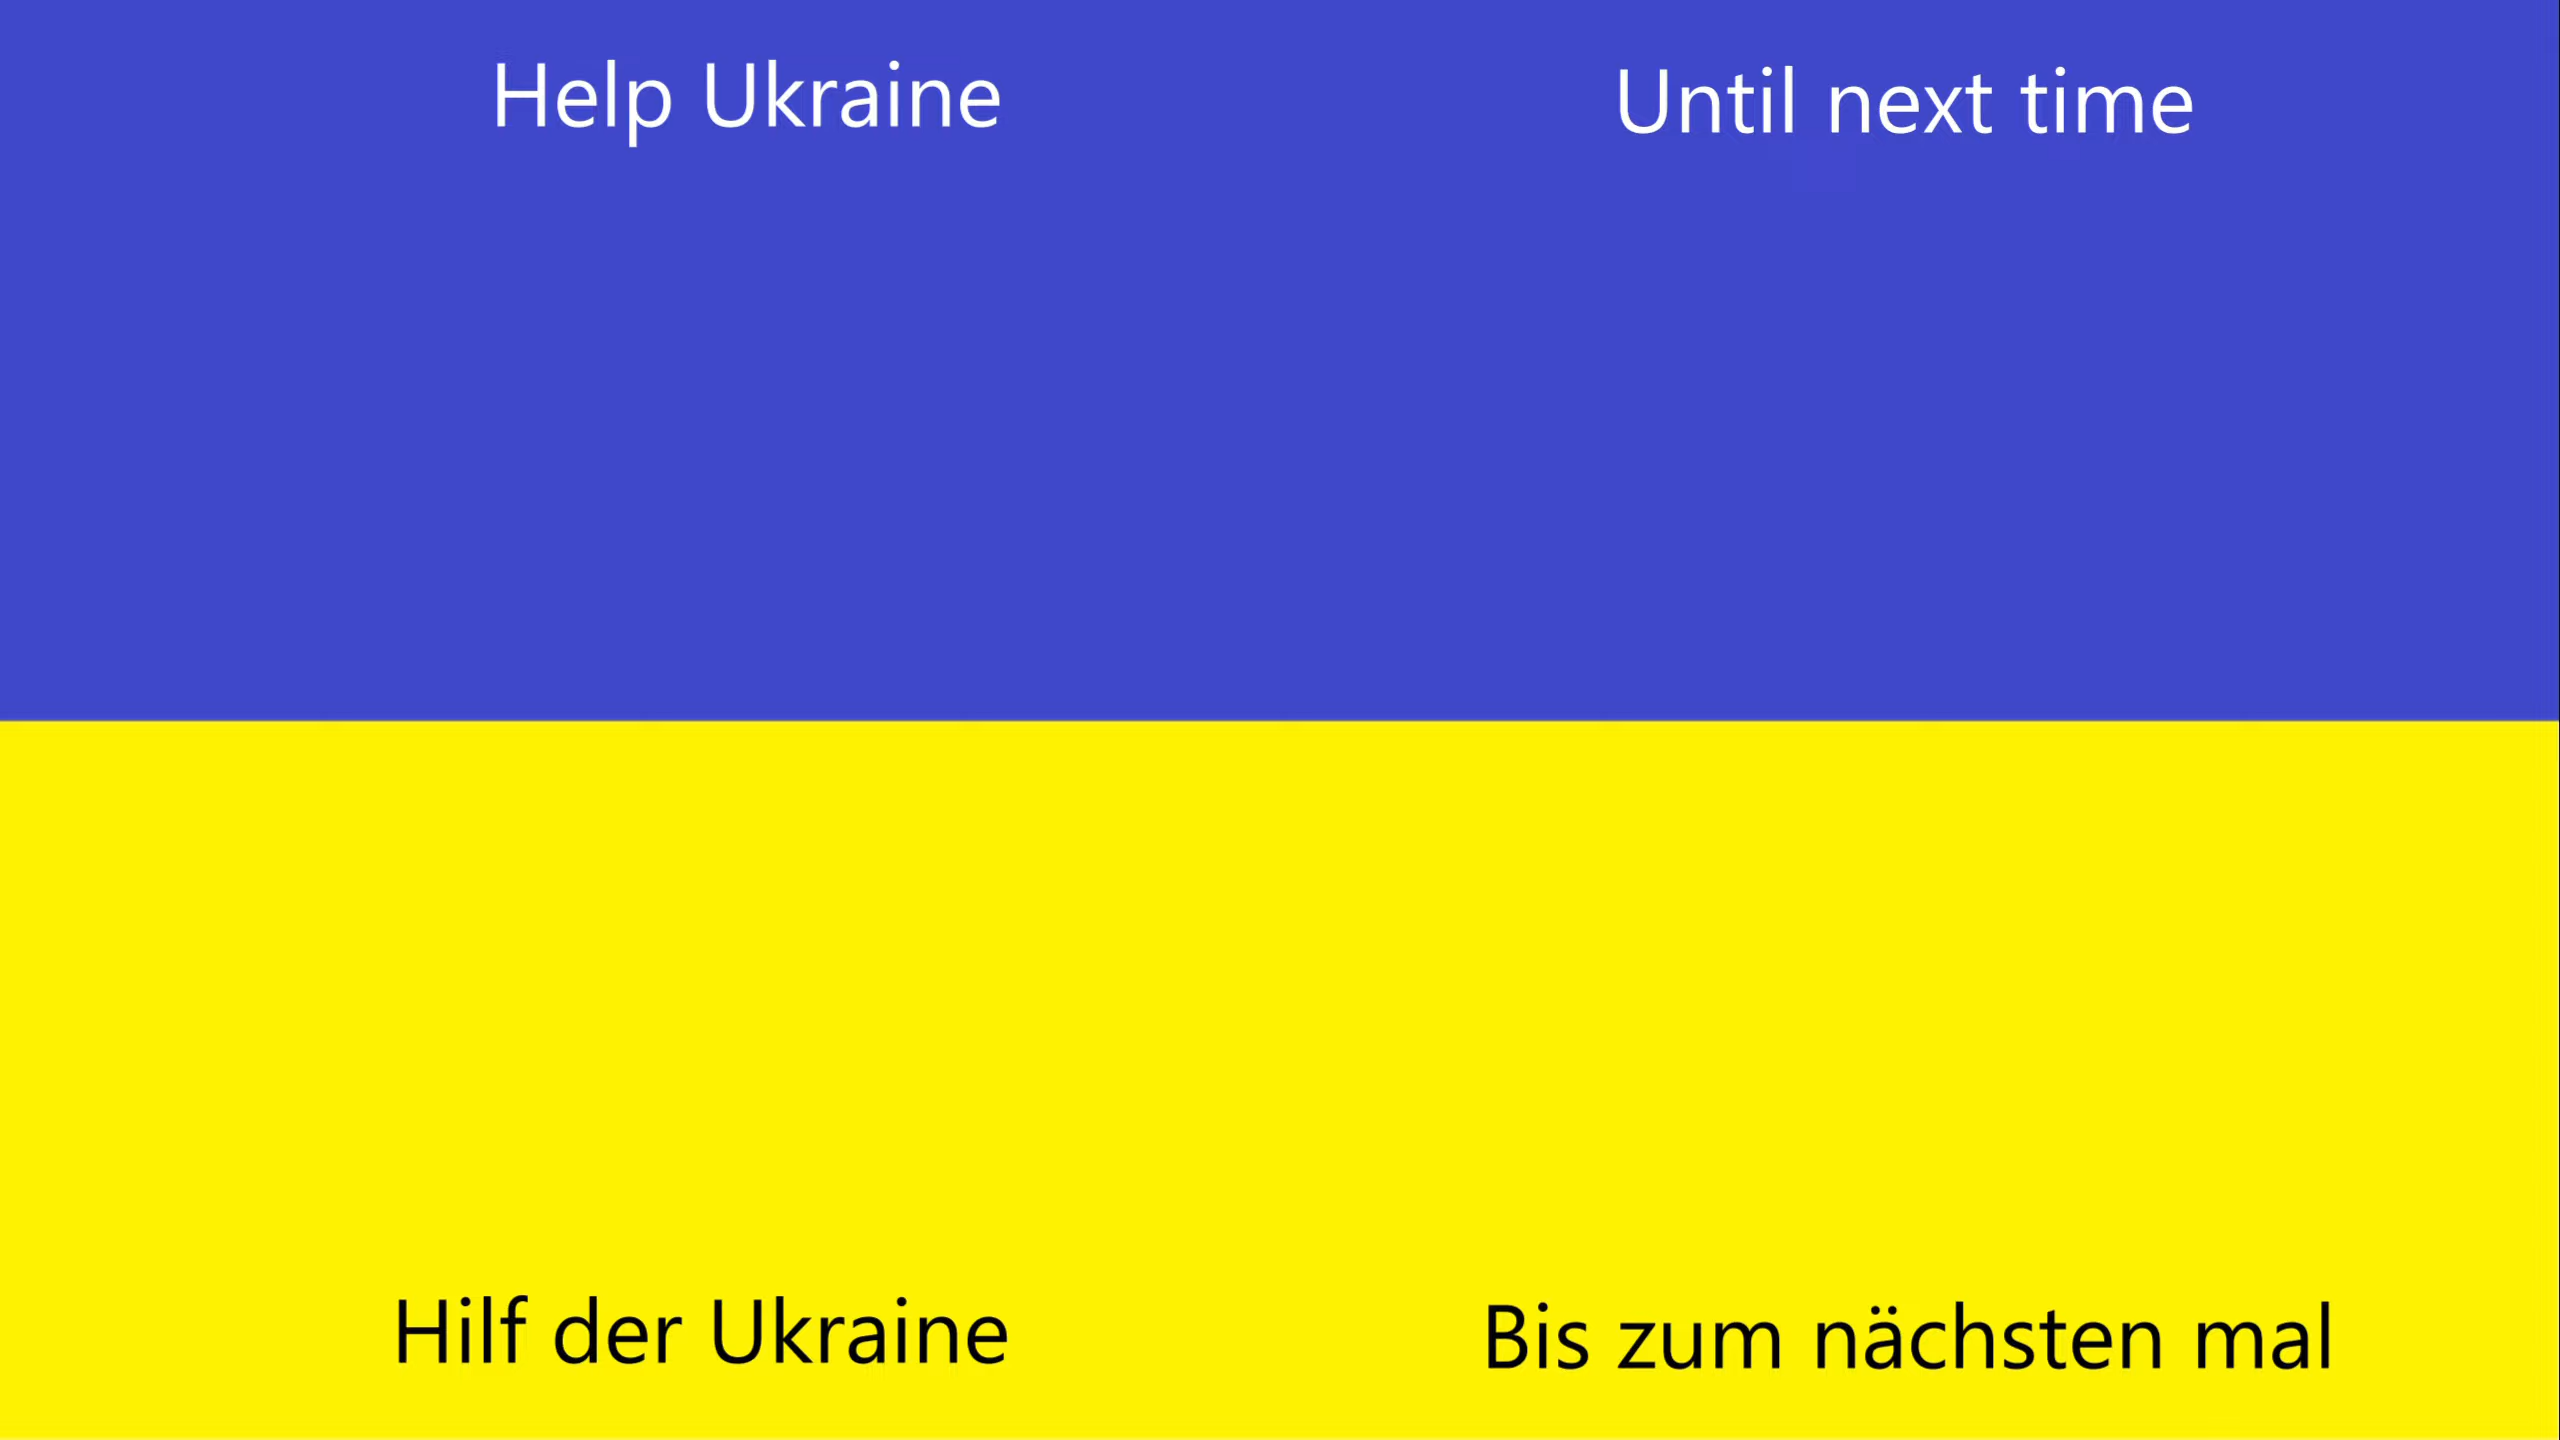 Help Ukraine
Until next time
Hilf der Ukraine
Bis zum nächsten mal